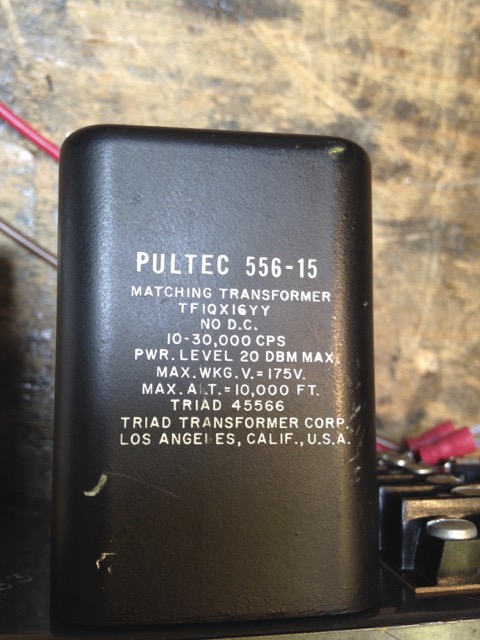 PULTEC 556-15
MATCHING TRANSFORMER
TF1QX16YY
NO D.C.
10-30,000 CPS
PWR. LEVEL 20 DBM MAX.
MAX. WKG. V. = 175V.
MAX. ALT. = 10,000 FT.
TRIAD 45566
TRIAD TRANSFORMER CORP.
LOS ANGELES, CALIF., U.S.A.